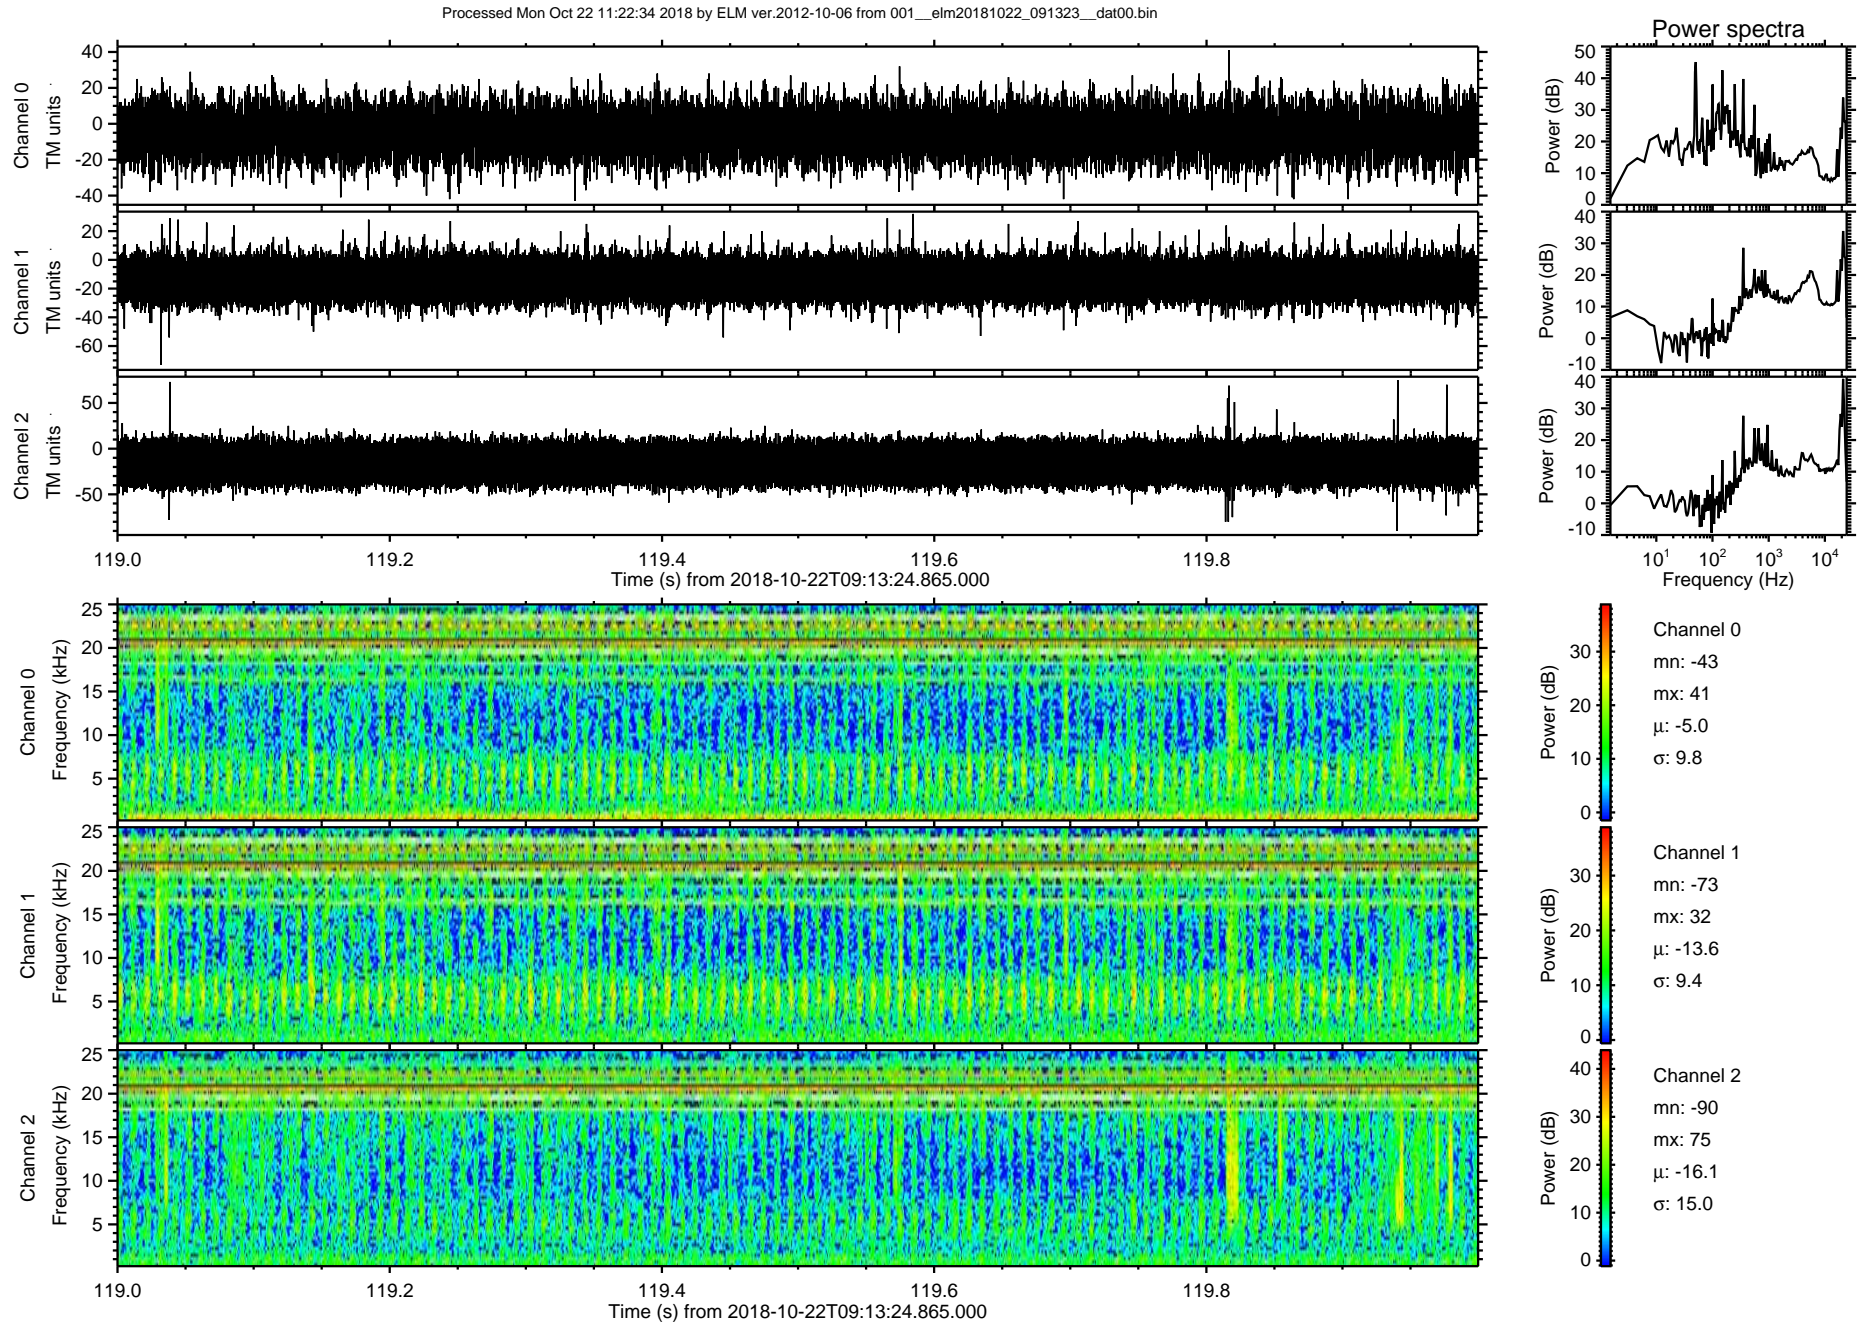 Processed Mon Oct 22 11:22:34 2018 by ELM ver.2012-10-06 from 001__elm20181022_091323__dat00.bin
Power spectra
Channel 0
TM units
40
20
0
-20
-40
Power (dB)
50
40
30
20
10
0
Channel 1
TM units
20
0
-20
-40
-60
Power (dB)
40
30
20
10
0
-10
Channel 2
TM units
50
0
-50
Power (dB)
40
30
20
10
0
-10
119.0 119.2 119.4 119.6 119.8
Time (s) from 2018-10-22T09:13:24.865.000
10¹ 10² 10³ 10⁴
Frequency (Hz)
Channel 0
Frequency (kHz)
25
20
15
10
5
Power (dB)
30
20
10
0
Channel 0
mn: -43
mx: 41
μ: -5.0
σ: 9.8
Channel 1
Frequency (kHz)
25
20
15
10
5
Power (dB)
30
20
10
0
Channel 1
mn: -73
mx: 32
μ: -13.6
σ: 9.4
Channel 2
Frequency (kHz)
25
20
15
10
5
Power (dB)
40
30
20
10
0
Channel 2
mn: -90
mx: 75
μ: -16.1
σ: 15.0
119.0 119.2 119.4 119.6 119.8
Time (s) from 2018-10-22T09:13:24.865.000